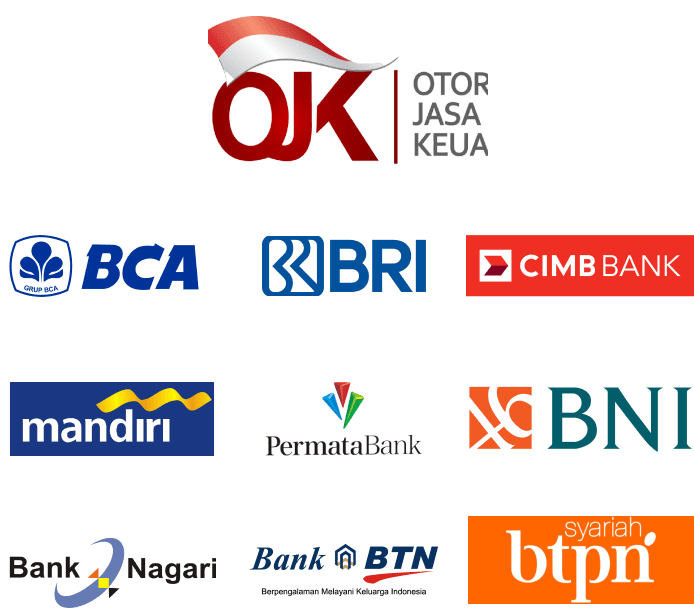 OJK
OTOR
JASA
KEUA
GRUP BCA
BCA
BRI
CIMB BANK
mandiri
PermataBank
BNI
Bank Nagari
Bank BTN
Berpengalaman Melayani Keluarga Indonesia
syariah
btpn